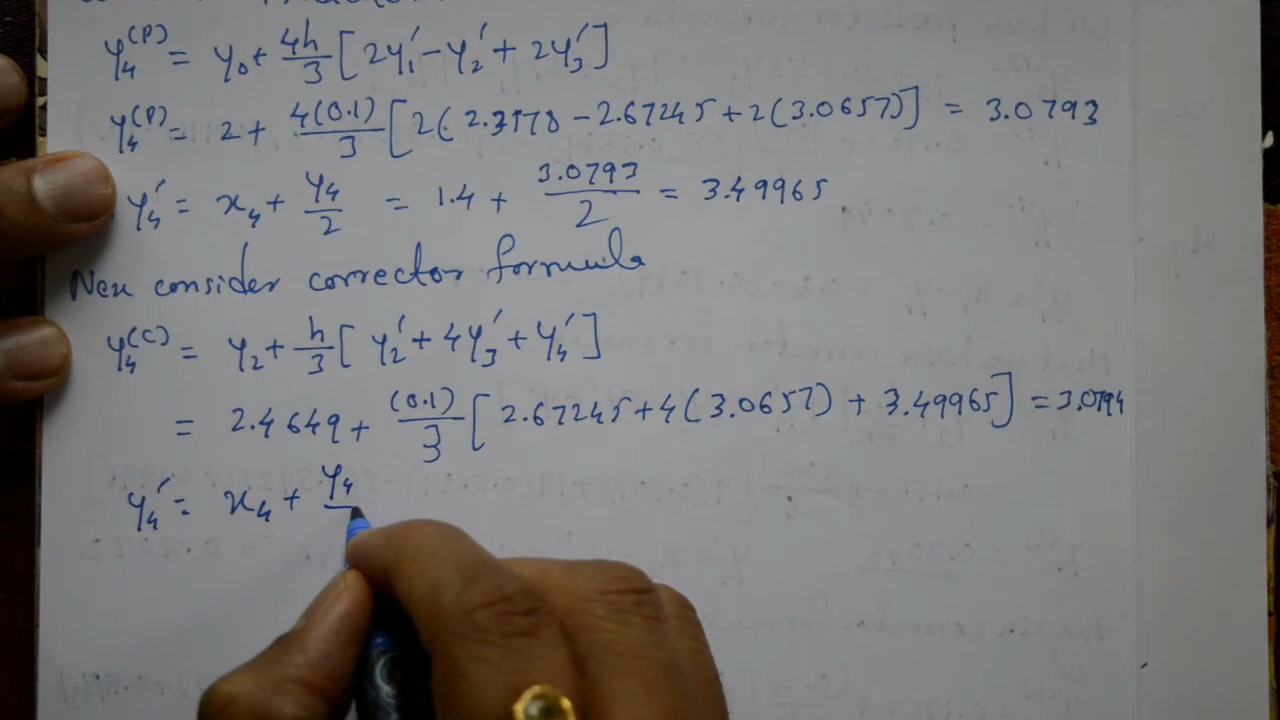 y₄⁽ᴾ⁾ = y₀ + 4h/3 [2y₁′ - y₂′ + 2y₃′]
y₄⁽ᴾ⁾ = 2 + 4(0.1)/3 [2(2.3178 - 2.67245 + 2(3.0657)] = 3.0793
y₄′ = x₄ + y₄/2 = 1.4 + 3.0793/2 = 3.49965
Nex consider corrector formula
y₄⁽ᶜ⁾ = y₂ + h/3 [y₂′ + 4y₃′ + y₄′]
= 2.4649 + (0.1)/3 [2.67245 + 4(3.0657) + 3.49965] = 3.0794
y₄′ = x₄ + y₄